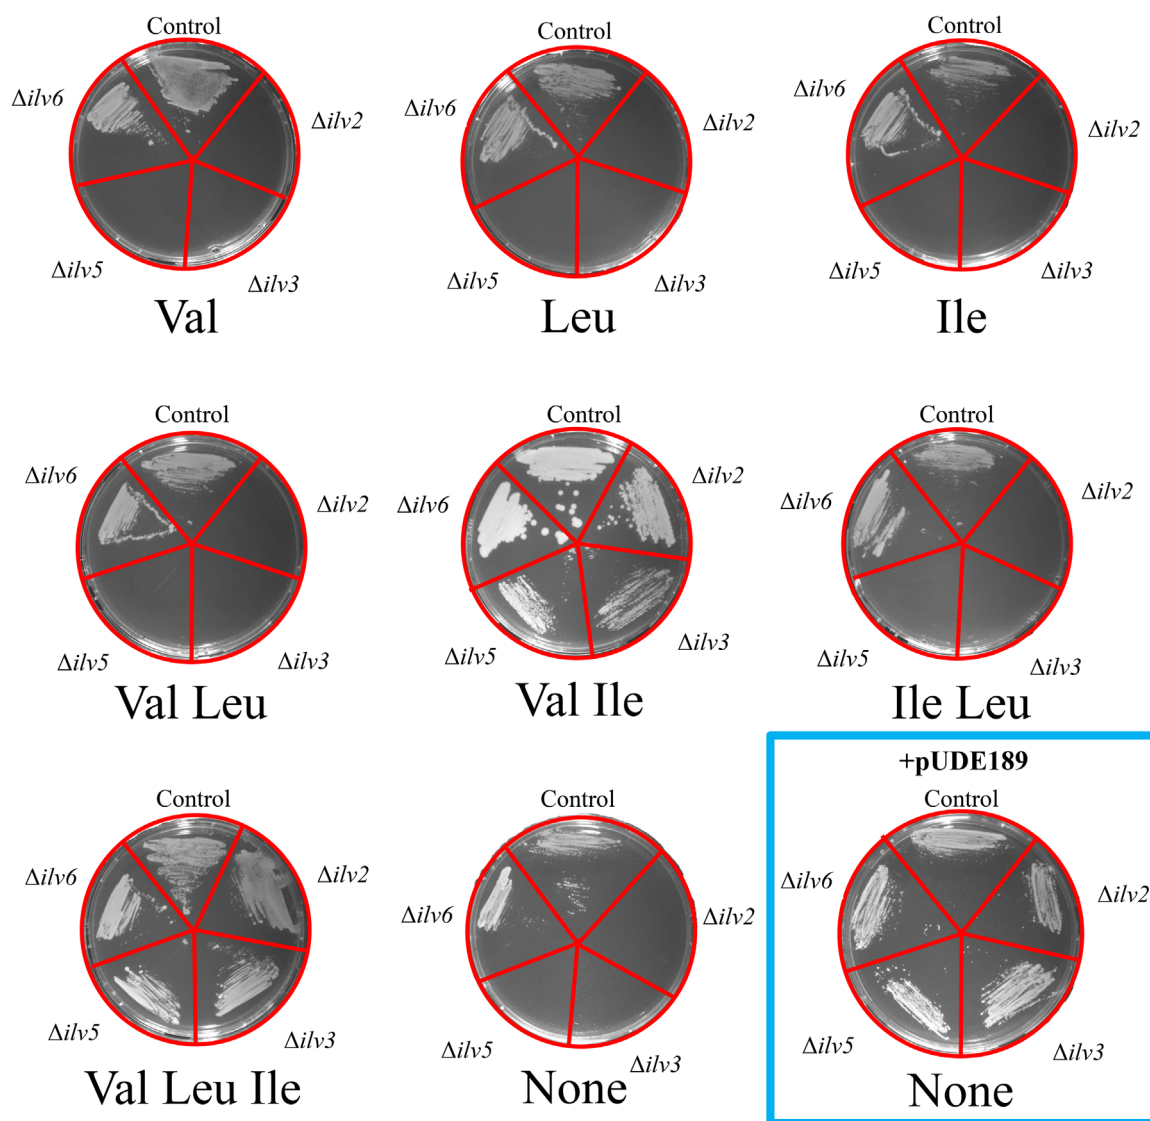 Control
Δilv6
Δilv2
Δilv5
Δilv3
Val
Control
Δilv6
Δilv2
Δilv5
Δilv3
Leu
Control
Δilv6
Δilv2
Δilv5
Δilv3
Ile
Control
Δilv6
Δilv2
Δilv5
Δilv3
Val Leu
Control
Δilv6
Δilv2
Δilv5
Δilv3
Val Ile
Control
Δilv6
Δilv2
Δilv5
Δilv3
Ile Leu
Control
Δilv6
Δilv2
Δilv5
Δilv3
Val Leu Ile
Control
Δilv6
Δilv2
Δilv5
Δilv3
None
+pUDE189
Control
Δilv6
Δilv2
Δilv5
Δilv3
None